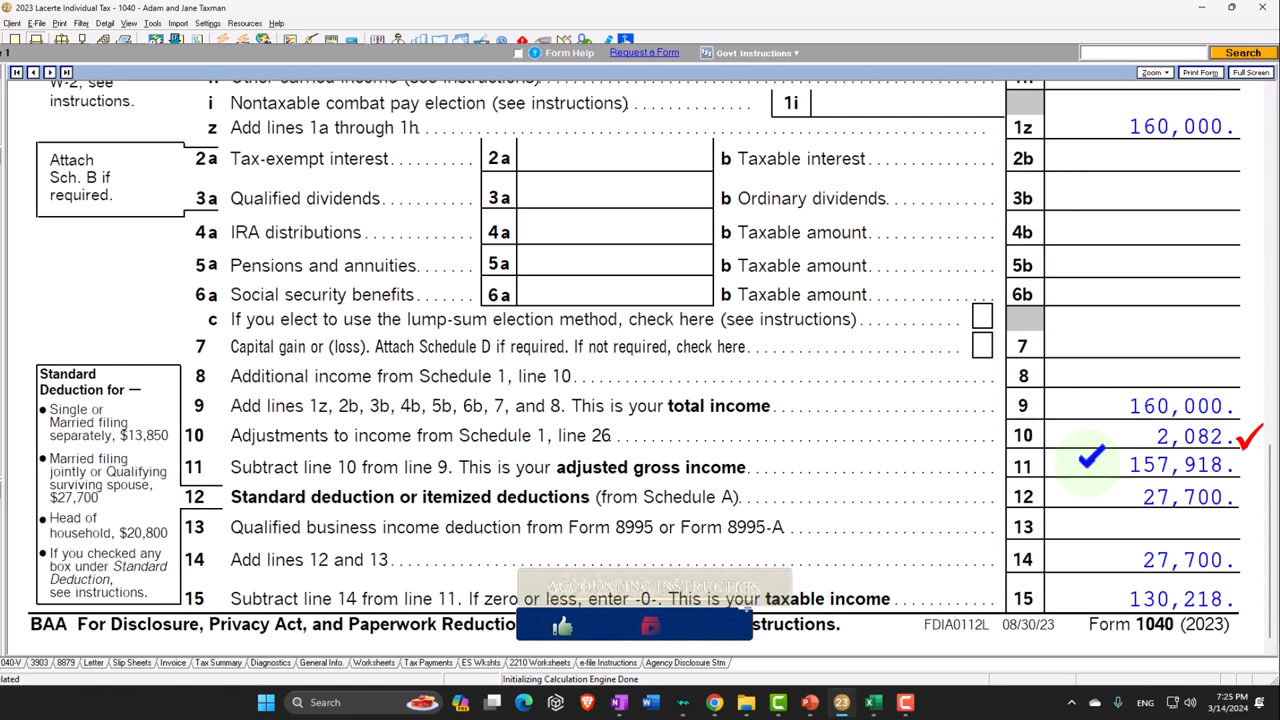 2023 Lacerte Individual Tax - 1040 - Adam and Jane Taxman
Client E-File Print Filter Detail View Tools Import Settings Resources Help
e 1
Form Help Request a Form Govt Instructions Search
Zoom Print Form Full Screen
W-2, see
instructions.
i Nontaxable combat pay election (see instructions) 1i
z Add lines 1a through 1h 1z 160,000.
Attach
Sch. B if
required.
2a Tax-exempt interest 2a b Taxable interest 2b
3a Qualified dividends 3a b Ordinary dividends 3b
4a IRA distributions 4a b Taxable amount 4b
5a Pensions and annuities 5a b Taxable amount 5b
6a Social security benefits 6a b Taxable amount 6b
c If you elect to use the lump-sum election method, check here (see instructions)
7 Capital gain or (loss). Attach Schedule D if required. If not required, check here 7
8 Additional income from Schedule 1, line 10 8
9 Add lines 1z, 2b, 3b, 4b, 5b, 6b, 7, and 8. This is your total income 9 160,000.
10 Adjustments to income from Schedule 1, line 26 10 2,082.
11 Subtract line 10 from line 9. This is your adjusted gross income 11 157,918.
12 Standard deduction or itemized deductions (from Schedule A) 12 27,700.
13 Qualified business income deduction from Form 8995 or Form 8995-A 13
14 Add lines 12 and 13 14 27,700.
15 Subtract line 14 from line 11. If zero or less, enter -0-. This is your taxable income 15 130,218.
Standard
Deduction for —
• Single or
Married filing
separately, $13,850
• Married filing
jointly or Qualifying
surviving spouse,
$27,700
• Head of
household, $20,800
• If you checked any
box under Standard
Deduction,
see instructions.
ACCOUNTING INSTRUCTION
BAA For Disclosure, Privacy Act, and Paperwork Reductio structions. FDIA0112L 08/30/23 Form 1040 (2023)
040-V 3903 8879 Letter Slip Sheets Invoice Tax Summary Diagnostics General Info. Worksheets Tax Payments ES Wkshts 2210 Worksheets e-file Instructions Agency Disclosure Stm
lated Initializing Calculation Engine Done
Search
ENG
7:25 PM
3/14/2024